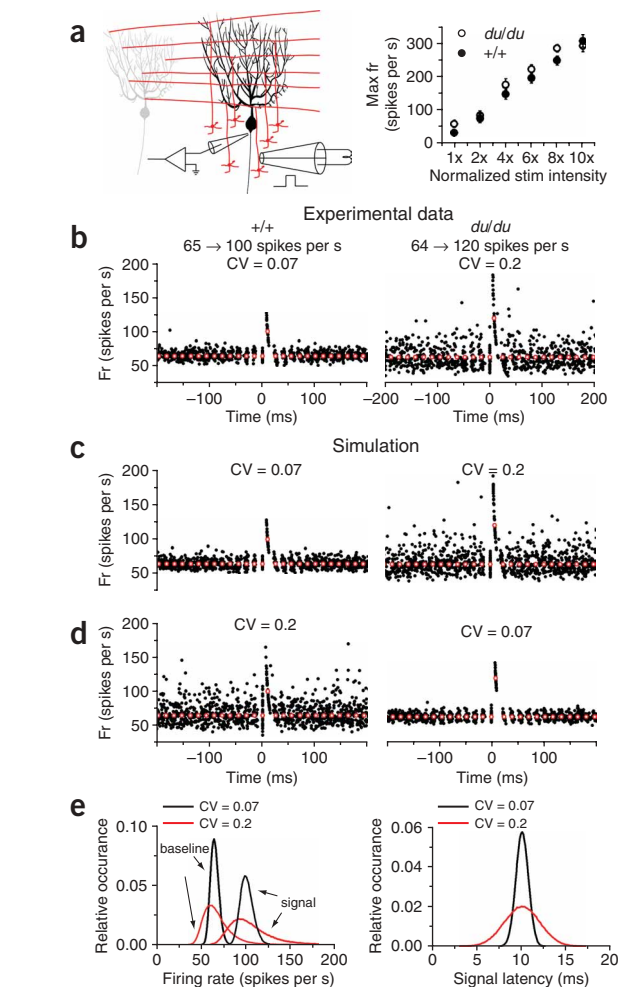 a
du/du
+/+
Max fr
(spikes per s)
300
200
100
0
1x 2x 4x 6x 8x 10x
Normalized stim intensity
Experimental data
b
+/+
65 → 100 spikes per s
CV = 0.07
du/du
64 → 120 spikes per s
CV = 0.2
Fr (spikes per s)
200
150
100
50
−100 0 100 −200 −100 0 100 200
Time (ms) Time (ms)
c
Simulation
CV = 0.07 CV = 0.2
Fr (spikes per s)
200
150
100
50
d
CV = 0.2 CV = 0.07
Fr (spikes per s)
200
150
100
50
−100 0 100 −100 0 100
Time (ms) Time (ms)
e
CV = 0.07
CV = 0.2
baseline
signal
Relative occurance
0.10
0.05
0.00
0 50 100 150 200
Firing rate (spikes per s)
CV = 0.07
CV = 0.2
Relative occurance
0.06
0.04
0.02
0.00
0 5 10 15 20
Signal latency (ms)